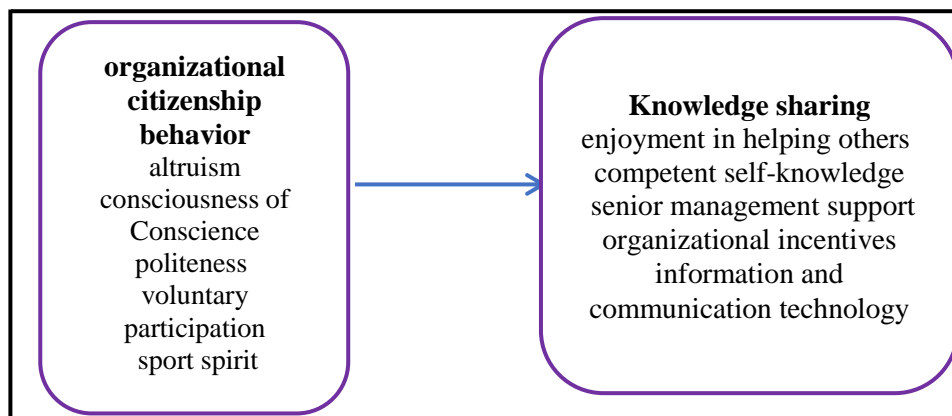 organizational
citizenship
behavior
altruism
consciousness of
Conscience
politeness
voluntary
participation
sport spirit
Knowledge sharing
enjoyment in helping others
competent self-knowledge
senior management support
organizational incentives
information and
communication technology